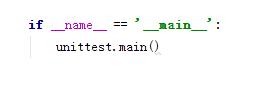 if __name__ == '__main__':
    unittest.main()